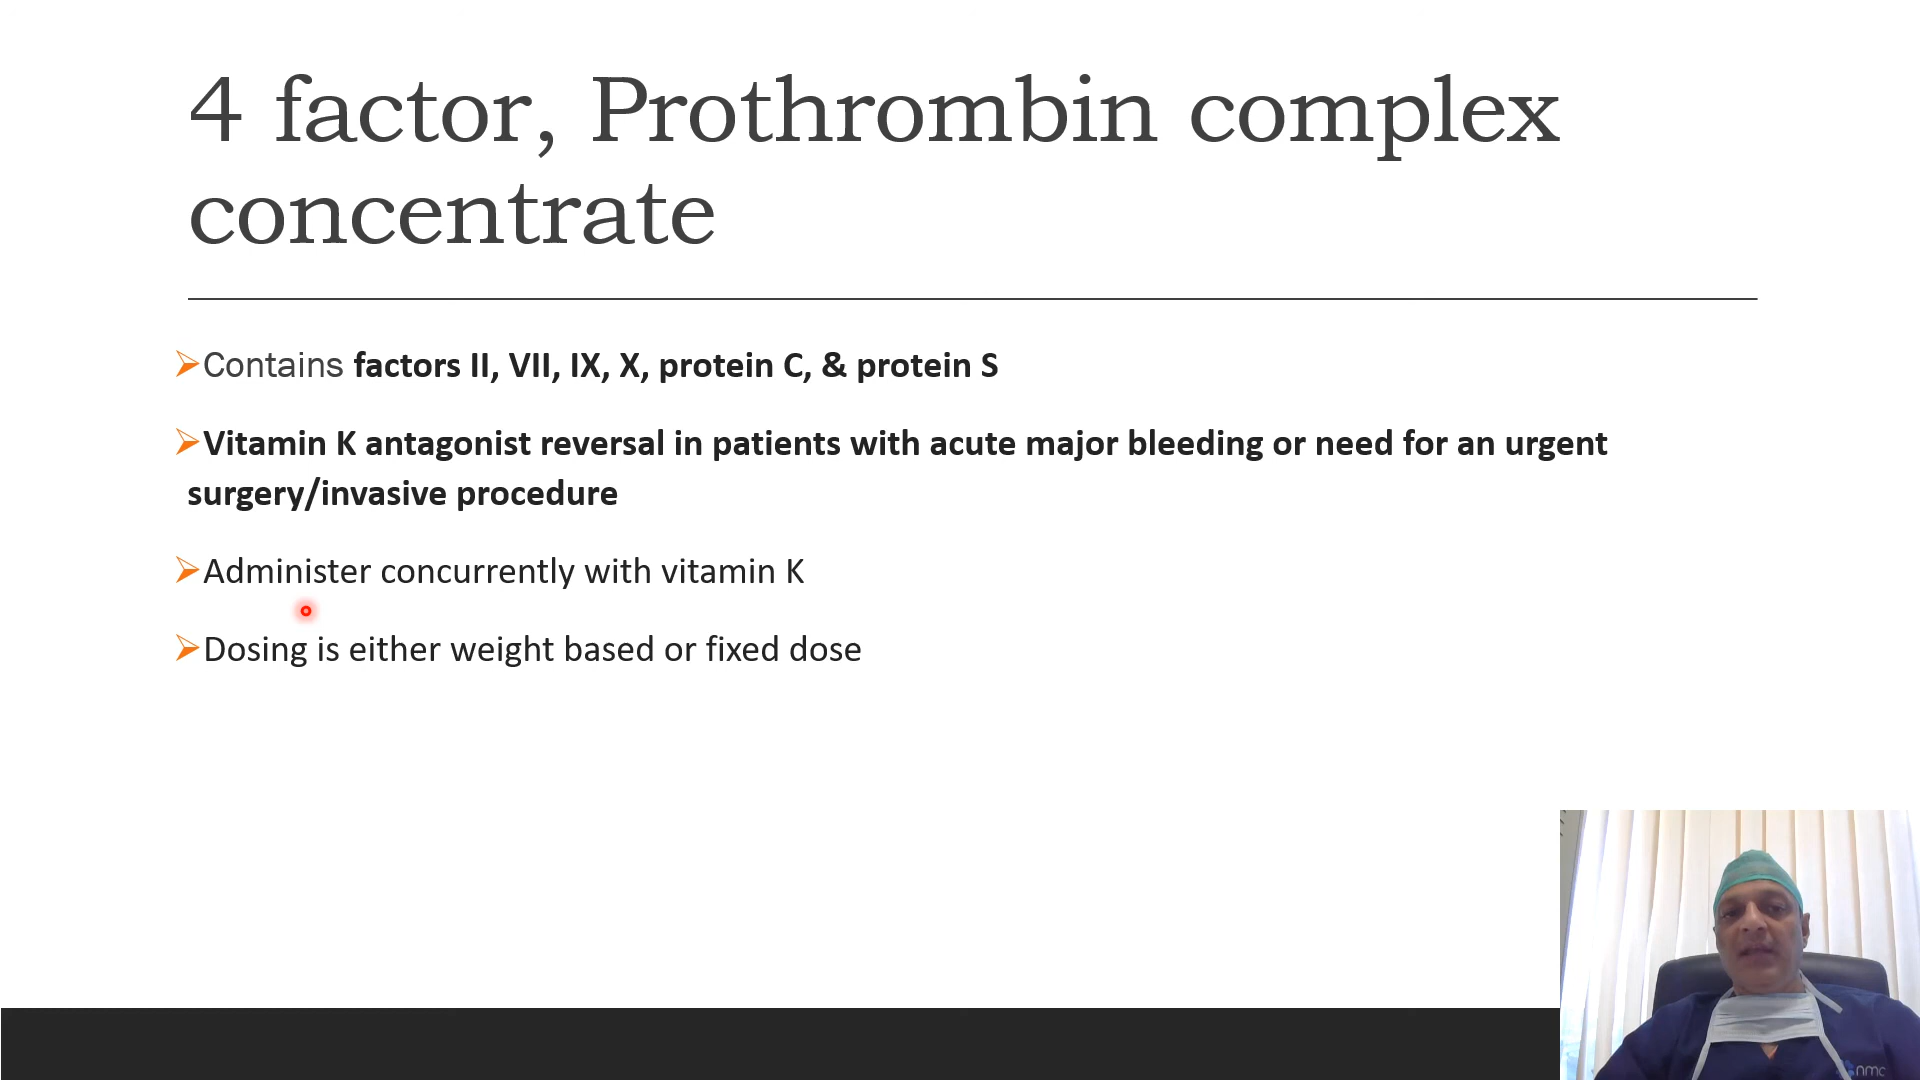 4 factor, Prothrombin complex
concentrate
Contains factors II, VII, IX, X, protein C, & protein S
Vitamin K antagonist reversal in patients with acute major bleeding or need for an urgent
surgery/invasive procedure
Administer concurrently with vitamin K
Dosing is either weight based or fixed dose
nmc